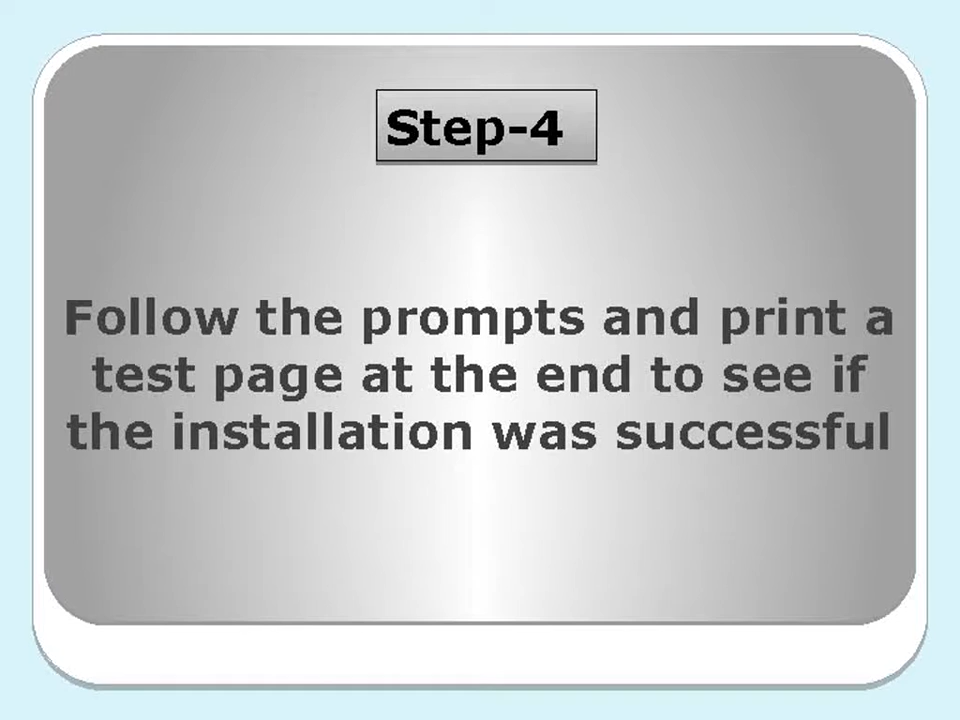 Step-4
Follow the prompts and print a
test page at the end to see if
the installation was successful